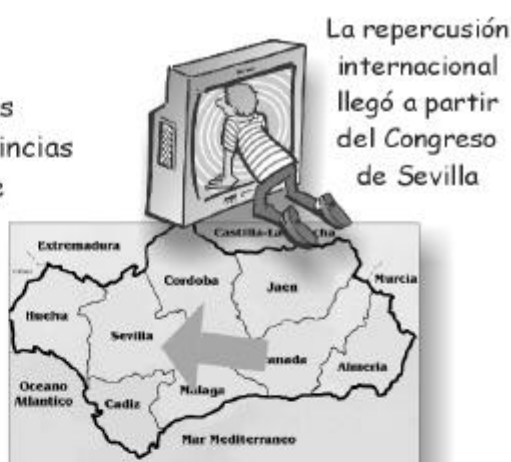 La repercusión
internacional
llegó a partir
del Congreso
de Sevilla
s
incias
e
Extremadura
Cordoba
Jaen
Murcia
Huelva
Sevilla
Almeria
Oceano
Atlantico
Cadiz
Malaga
Mar Mediterraneo